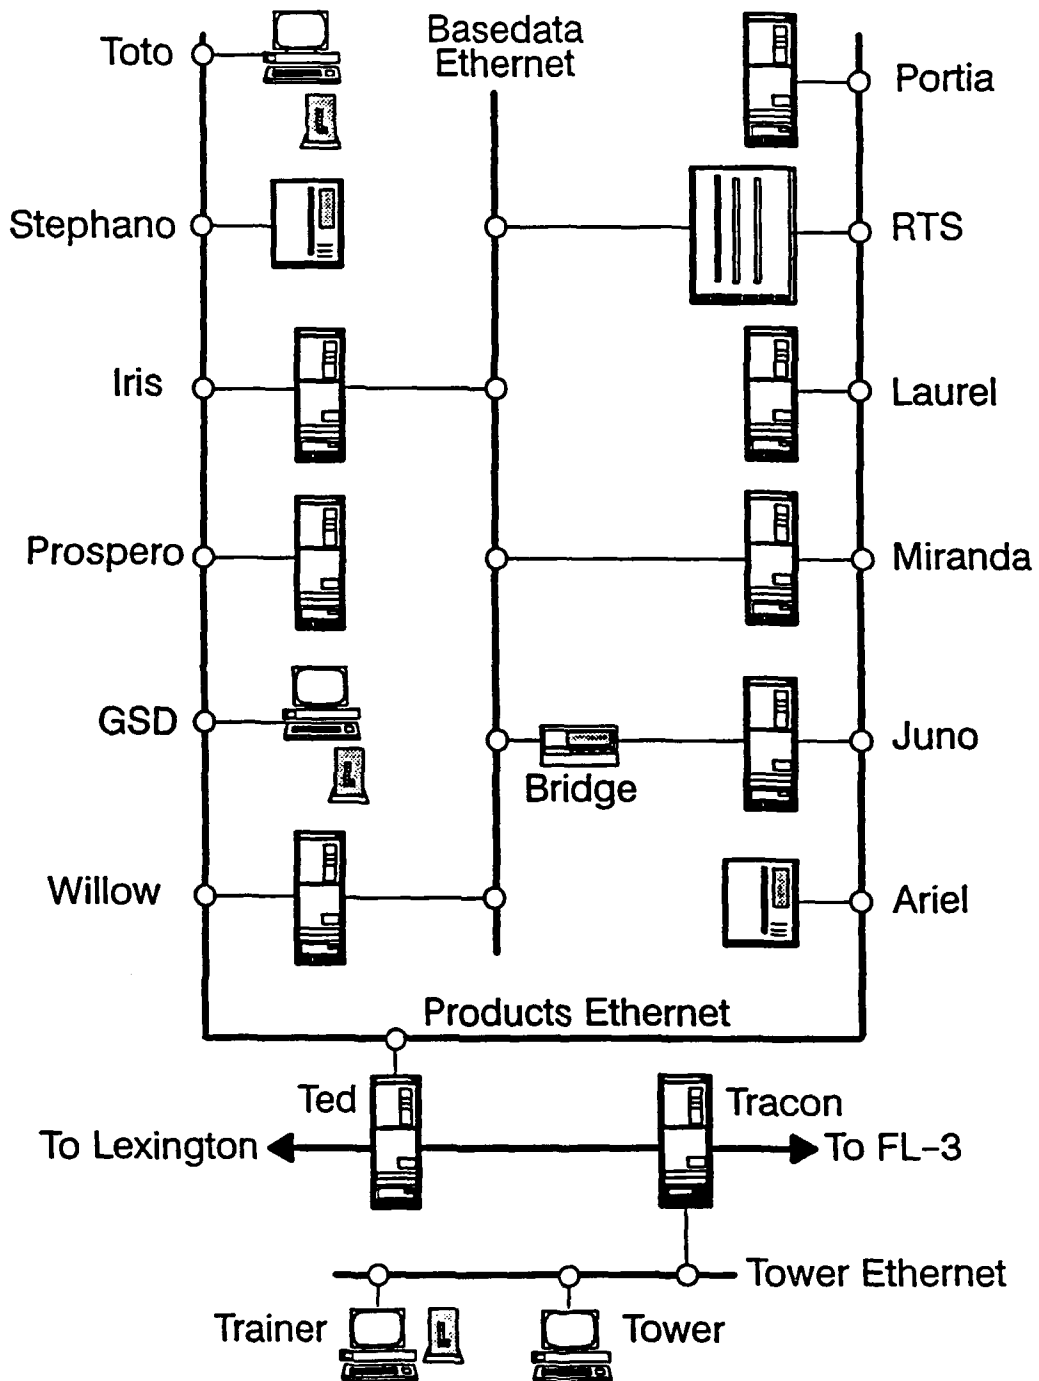 Toto
Basedata
Ethernet
Portia
Stephano
RTS
Iris
Laurel
Prospero
Miranda
GSD
Juno
Bridge
Willow
Ariel
Products Ethernet
Ted
Tracon
To Lexington
To FL-3
Tower Ethernet
Trainer
Tower